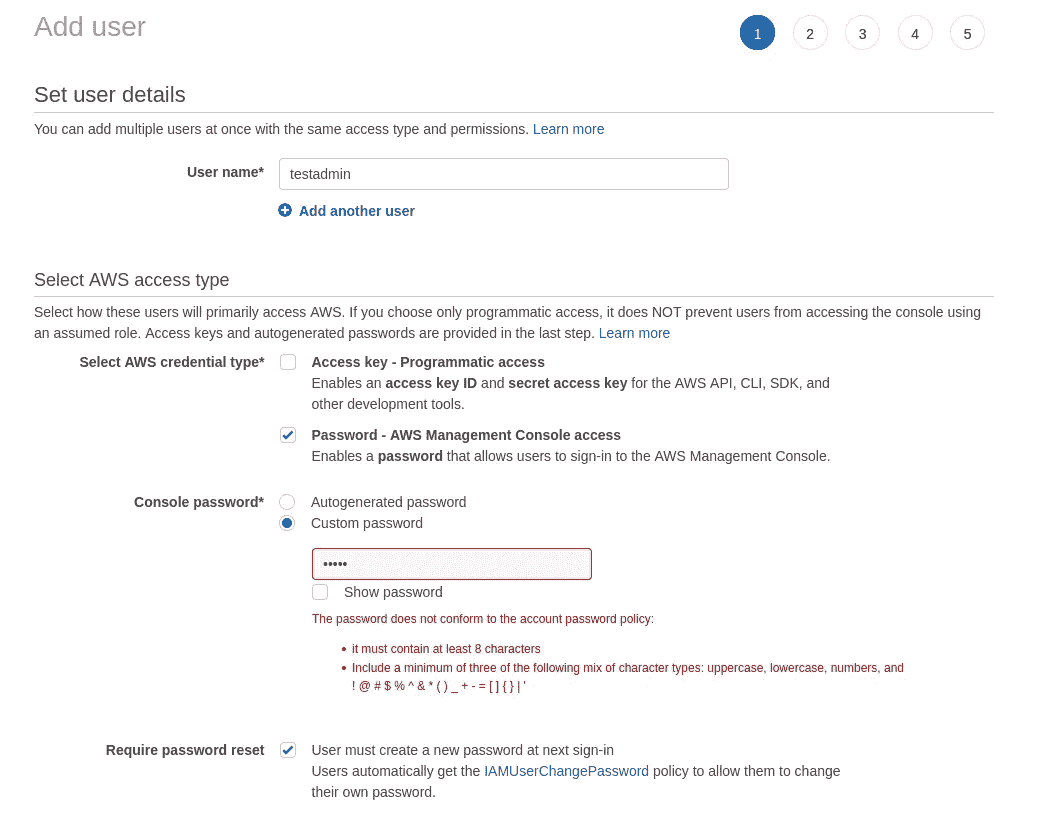 Add user
1 2 3 4 5
Set user details
You can add multiple users at once with the same access type and permissions. Learn more
User name* testadmin
Add another user
Select AWS access type
Select how these users will primarily access AWS. If you choose only programmatic access, it does NOT prevent users from accessing the console using
an assumed role. Access keys and autogenerated passwords are provided in the last step. Learn more
Select AWS credential type* Access key - Programmatic access
Enables an access key ID and secret access key for the AWS API, CLI, SDK, and
other development tools.
Password - AWS Management Console access
Enables a password that allows users to sign-in to the AWS Management Console.
Console password* Autogenerated password
Custom password
•••••
Show password
The password does not conform to the account password policy:
• it must contain at least 8 characters
• Include a minimum of three of the following mix of character types: uppercase, lowercase, numbers, and
! @ # $ % ^ & * ( ) _ + - = [ ] { } | '
Require password reset User must create a new password at next sign-in
Users automatically get the IAMUserChangePassword policy to allow them to change
their own password.